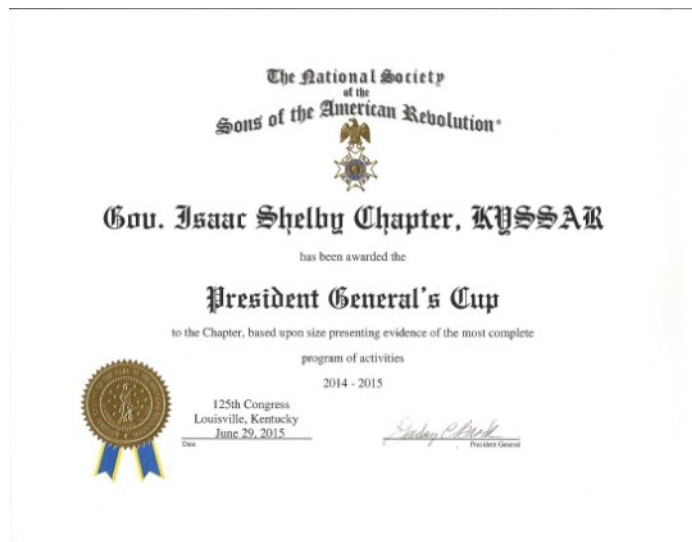 The National Society
of the
Sons of the American Revolution®
Gov. Isaac Shelby Chapter, KYSSAR
has been awarded the
President General's Cup
to the Chapter, based upon size presenting evidence of the most complete
program of activities
2014 - 2015
125th Congress
Louisville, Kentucky
June 29, 2015
Date
President General